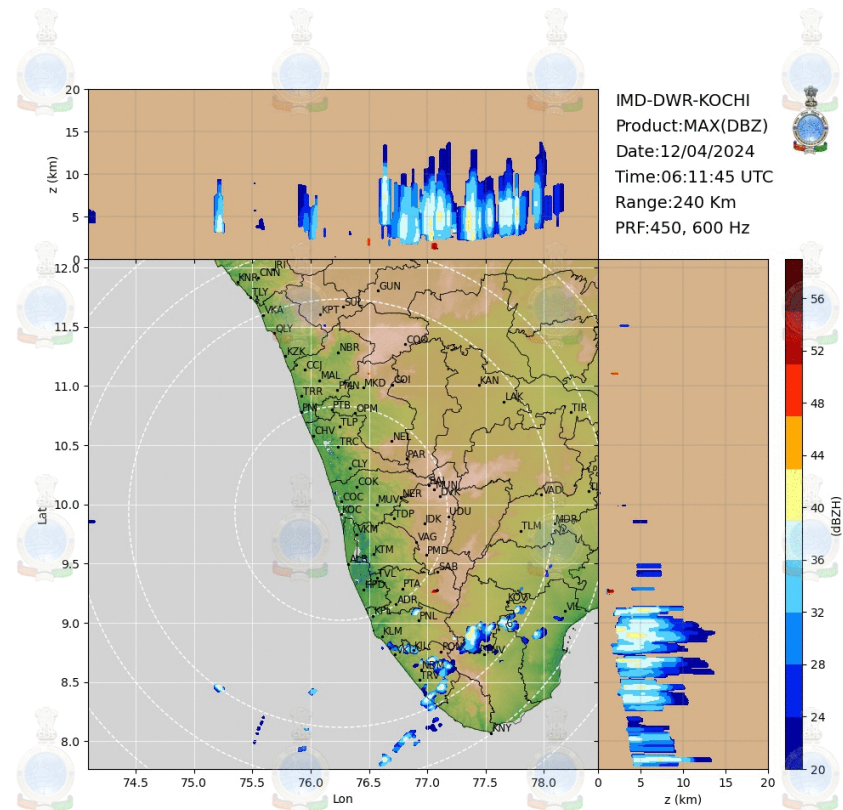 IMD-DWR-KOCHI
Product:MAX(DBZ)
Date:12/04/2024
Time:06:11:45 UTC
Range:240 Km
PRF:450, 600 Hz
20
15
10
5
0
z (km)
12.0
11.5
11.0
10.5
10.0
9.5
9.0
8.5
8.0
Lat
IRI
CNN
KNR
TLY
GUN
SUL
VKA
KPT
QLY
COO
NBR
KZK
CCJ
MAL
MKD
COI
KAN
TRR
PTB
OPM
LAK
TIR
PNI
TLP
CHV
TRC
NEL
PAR
CLY
COK
MUN
DVK
VAD
COC
MUV
NER
KOC
TDP
UDU
IDK
TLM
MDR
VKM
VAG
KTM
PMD
SAB
TVL
PTA
ADR
KOV
PNL
VIL
KLM
TRV
KNY
74.5 75.0 75.5 76.0 76.5 77.0 77.5 78.0
Lon
0 5 10 15 20
z (km)
56
52
48
44
40
36
32
28
24
20
(dBZH)